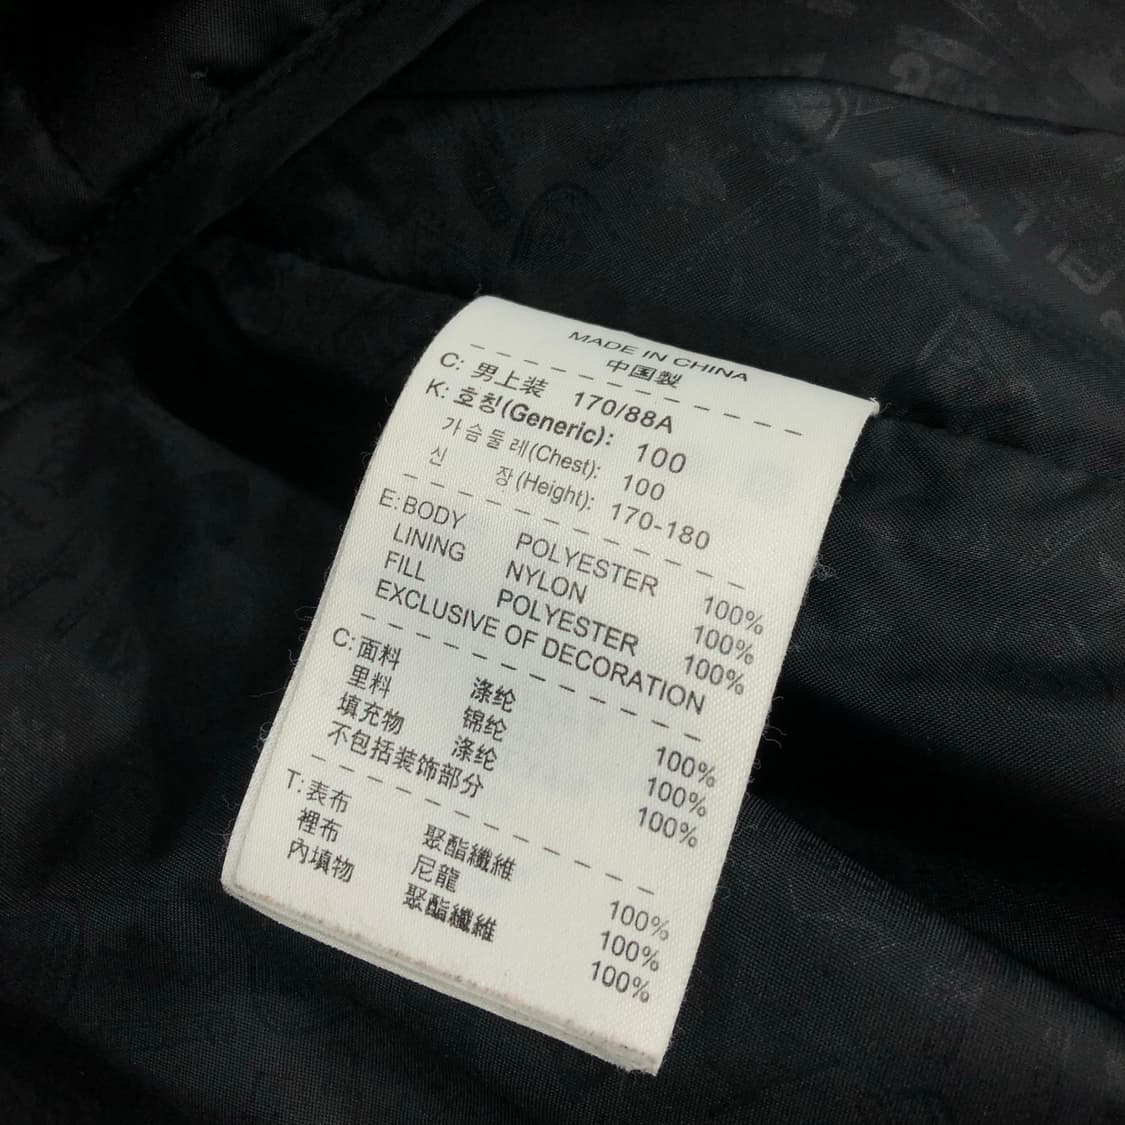 MADE IN CHINA
中国製
C: 男上装 170/88A
K: 호칭(Generic): 100
가슴둘레(Chest): 100
신 장(Height): 170-180
E: BODY POLYESTER 100%
LINING NYLON 100%
FILL POLYESTER 100%
EXCLUSIVE OF DECORATION
C: 面料 涤纶 100%
里料 锦纶 100%
填充物 涤纶 100%
不包括装饰部分
T: 表布 聚酯纖維 100%
裡布 尼龍 100%
內填物 聚酯纖維 100%